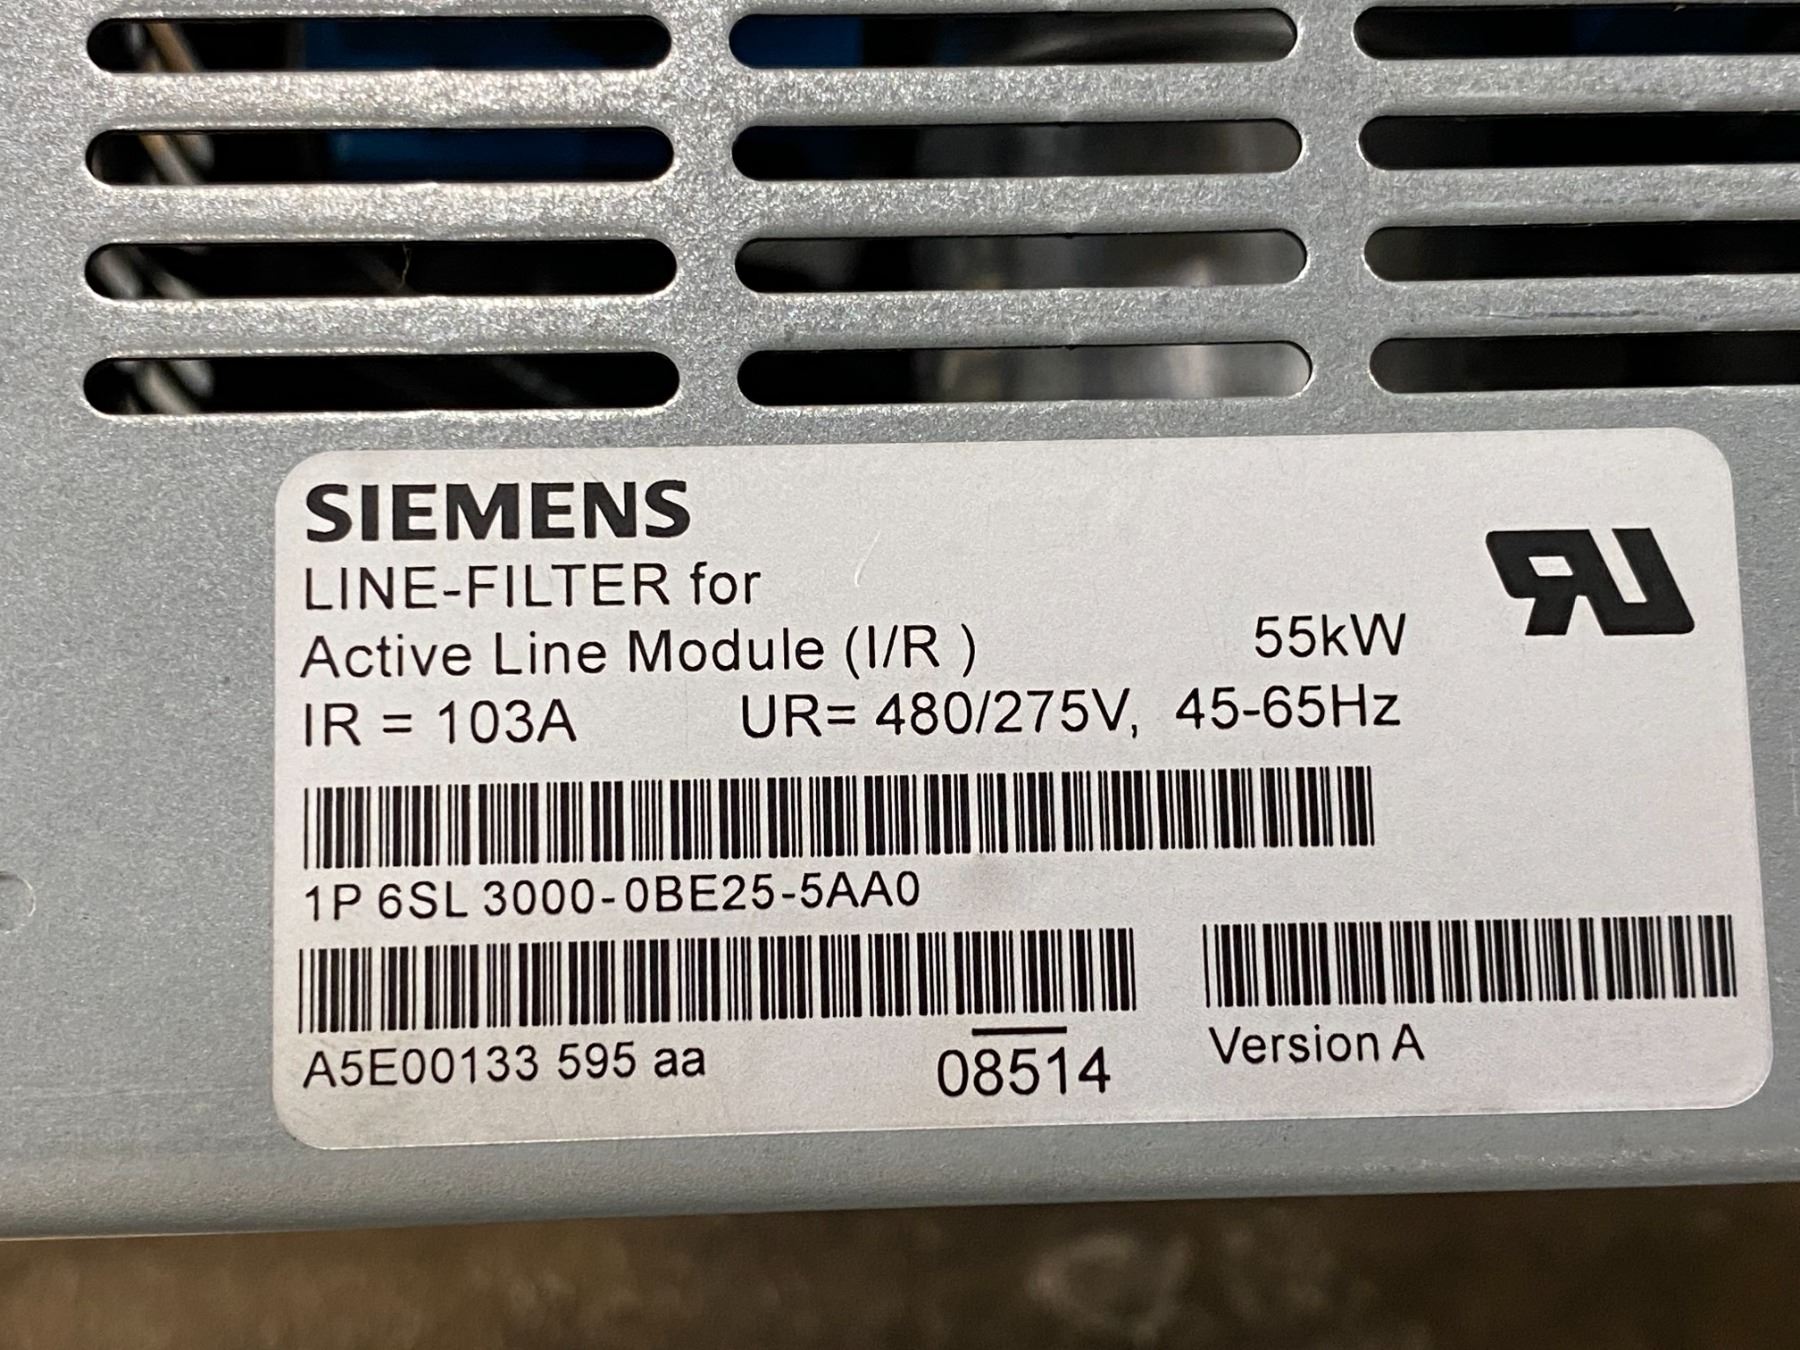 SIEMENS
LINE-FILTER for
Active Line Module (I/R ) 55kW
IR = 103A UR= 480/275V, 45-65Hz
1P 6SL 3000-0BE25-5AA0
A5E00133 595 aa 08514 Version A